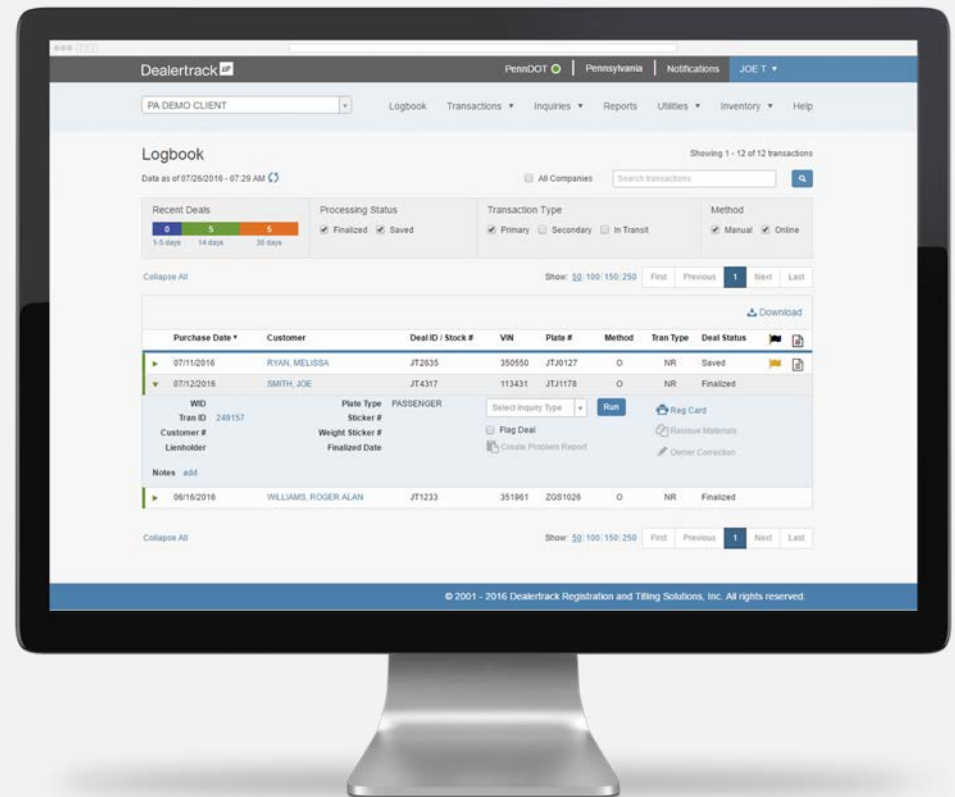 Dealertrack
PennDOT | Pennsylvania | Notifications JOE T
PA DEMO CLIENT Logbook Transactions Inquiries Reports Utilities Inventory Help
Logbook Showing 1 - 12 of 12 transactions
Data as of 07/26/2016 - 07:29 AM All Companies Search transactions
Recent Deals Processing Status Transaction Type Method
0 5 5 Finalized Saved Primary Secondary In Transit Manual Online
1-5 days 14 days 30 days
Collapse All Show: 50|100|150|250 First Previous 1 Next Last
Download
Purchase Date Customer Deal ID / Stock # VIN Plate # Method Tran Type Deal Status
07/11/2016 RYAN, MELISSA JT2635 350550 JTJ0127 O NR Saved
07/12/2016 SMITH, JOE JT4317 113431 JTJ1178 O NR Finalized
WID Plate Type PASSENGER Select Inquiry Type Run Reg Card
Tran ID 249157 Sticker #
Customer # Weight Sticker # Flag Deal Reissue Materials
Lienholder Finalized Date Create Problem Report Owner Correction
Notes add
06/16/2016 WILLIAMS, ROGER ALAN JT1233 351961 ZGS1026 O NR Finalized
Collapse All Show: 50|100|150|250 First Previous 1 Next Last
© 2001 - 2016 Dealertrack Registration and Titling Solutions, Inc. All rights reserved.